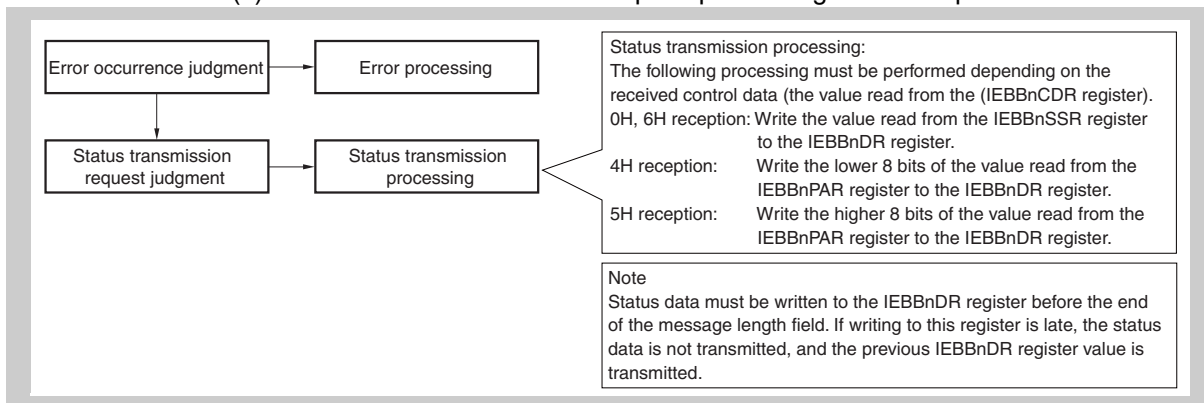 Error occurrence judgment
Error processing
Status transmission
request judgment
Status transmission
processing
Status transmission processing:
The following processing must be performed depending on the
received control data (the value read from the (IEBBnCDR register).
0H, 6H reception: Write the value read from the IEBBnSSR register
to the IEBBnDR register.
4H reception: Write the lower 8 bits of the value read from the
IEBBnPAR register to the IEBBnDR register.
5H reception: Write the higher 8 bits of the value read from the
IEBBnPAR register to the IEBBnDR register.
Note
Status data must be written to the IEBBnDR register before the end
of the message length field. If writing to this register is late, the status
data is not transmitted, and the previous IEBBnDR register value is
transmitted.